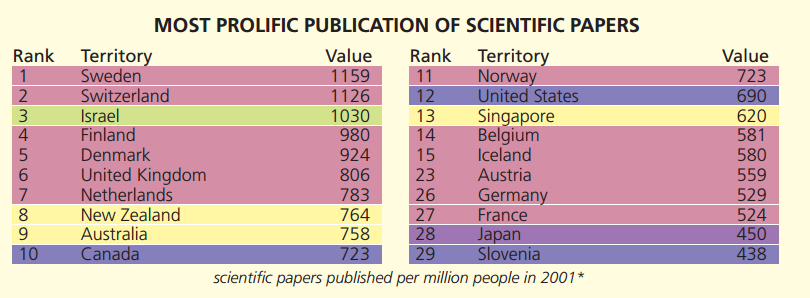 MOST PROLIFIC PUBLICATION OF SCIENTIFIC PAPERS
Rank Territory Value
1 Sweden 1159
2 Switzerland 1126
3 Israel 1030
4 Finland 980
5 Denmark 924
6 United Kingdom 806
7 Netherlands 783
8 New Zealand 764
9 Australia 758
10 Canada 723
Rank Territory Value
11 Norway 723
12 United States 690
13 Singapore 620
14 Belgium 581
15 Iceland 580
23 Austria 559
26 Germany 529
27 France 524
28 Japan 450
29 Slovenia 438
scientific papers published per million people in 2001*